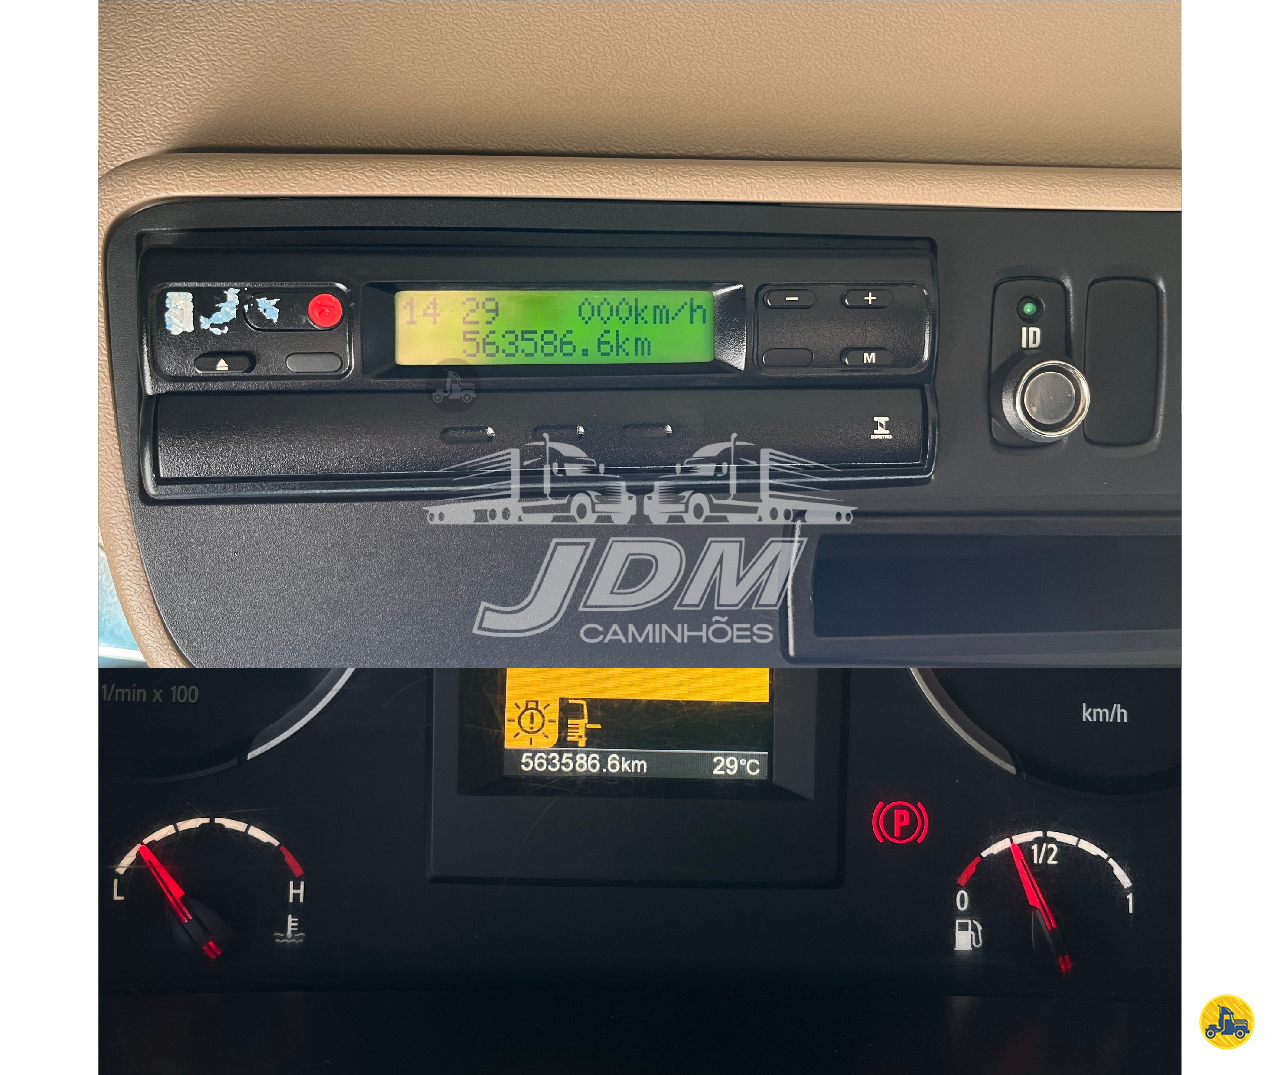 14 29 000km/h
563586.6km
- +
M
ID
JDM
CAMINHÕES
1/min x 100
km/h
563586.6km 29°C
P
L H
0 1/2 1